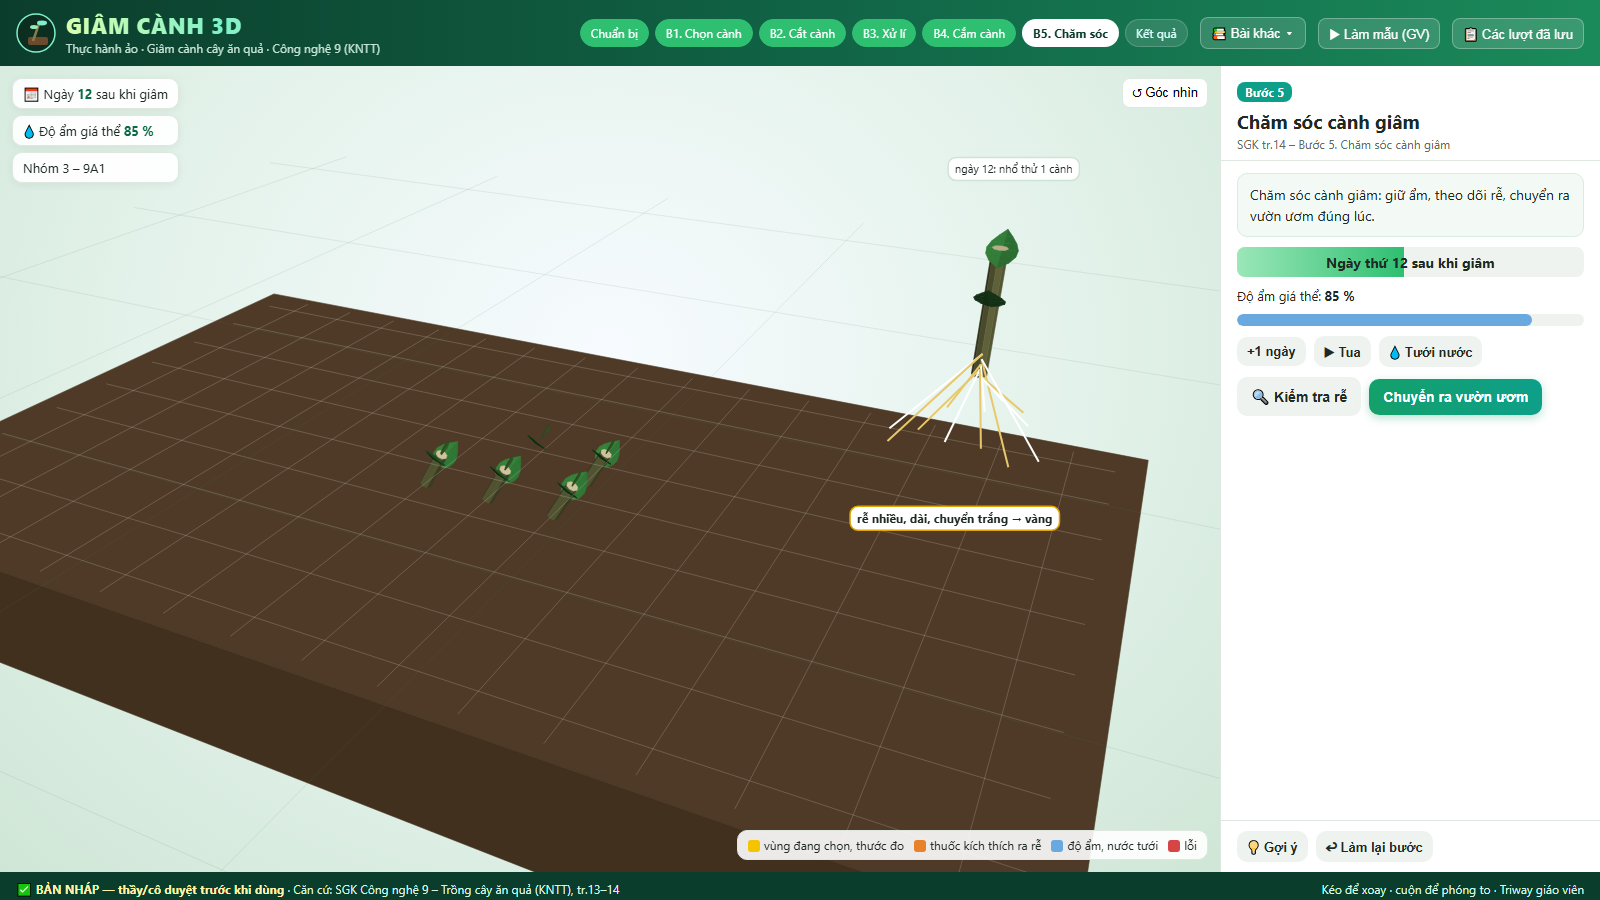 GIÂM CÀNH 3D
Thực hành ảo · Giâm cành cây ăn quả · Công nghệ 9 (KNTT)
Chuẩn bị
B1. Chọn cành
B2. Cắt cành
B3. Xử lí
B4. Cắm cành
B5. Chăm sóc
Kết quả
Bài khác
Làm mẫu (GV)
Các lượt đã lưu
Ngày 12 sau khi giâm
Độ ẩm giá thể 85 %
Nhóm 3 – 9A1
Góc nhìn
ngày 12: nhổ thử 1 cành
rễ nhiều, dài, chuyển trắng → vàng
vùng đang chọn, thước đo
thuốc kích thích ra rễ
độ ẩm, nước tưới
lỗi
Bước 5
Chăm sóc cành giâm
SGK tr.14 – Bước 5. Chăm sóc cành giâm
Chăm sóc cành giâm: giữ ẩm, theo dõi rễ, chuyển ra
vườn ươm đúng lúc.
Ngày thứ 12 sau khi giâm
Độ ẩm giá thể: 85 %
+1 ngày
Tua
Tưới nước
Kiểm tra rễ
Chuyển ra vườn ươm
Gợi ý
Làm lại bước
BẢN NHÁP — thầy/cô duyệt trước khi dùng · Căn cứ: SGK Công nghệ 9 – Trồng cây ăn quả (KNTT), tr.13–14
Kéo để xoay · cuộn để phóng to · Triway giáo viên